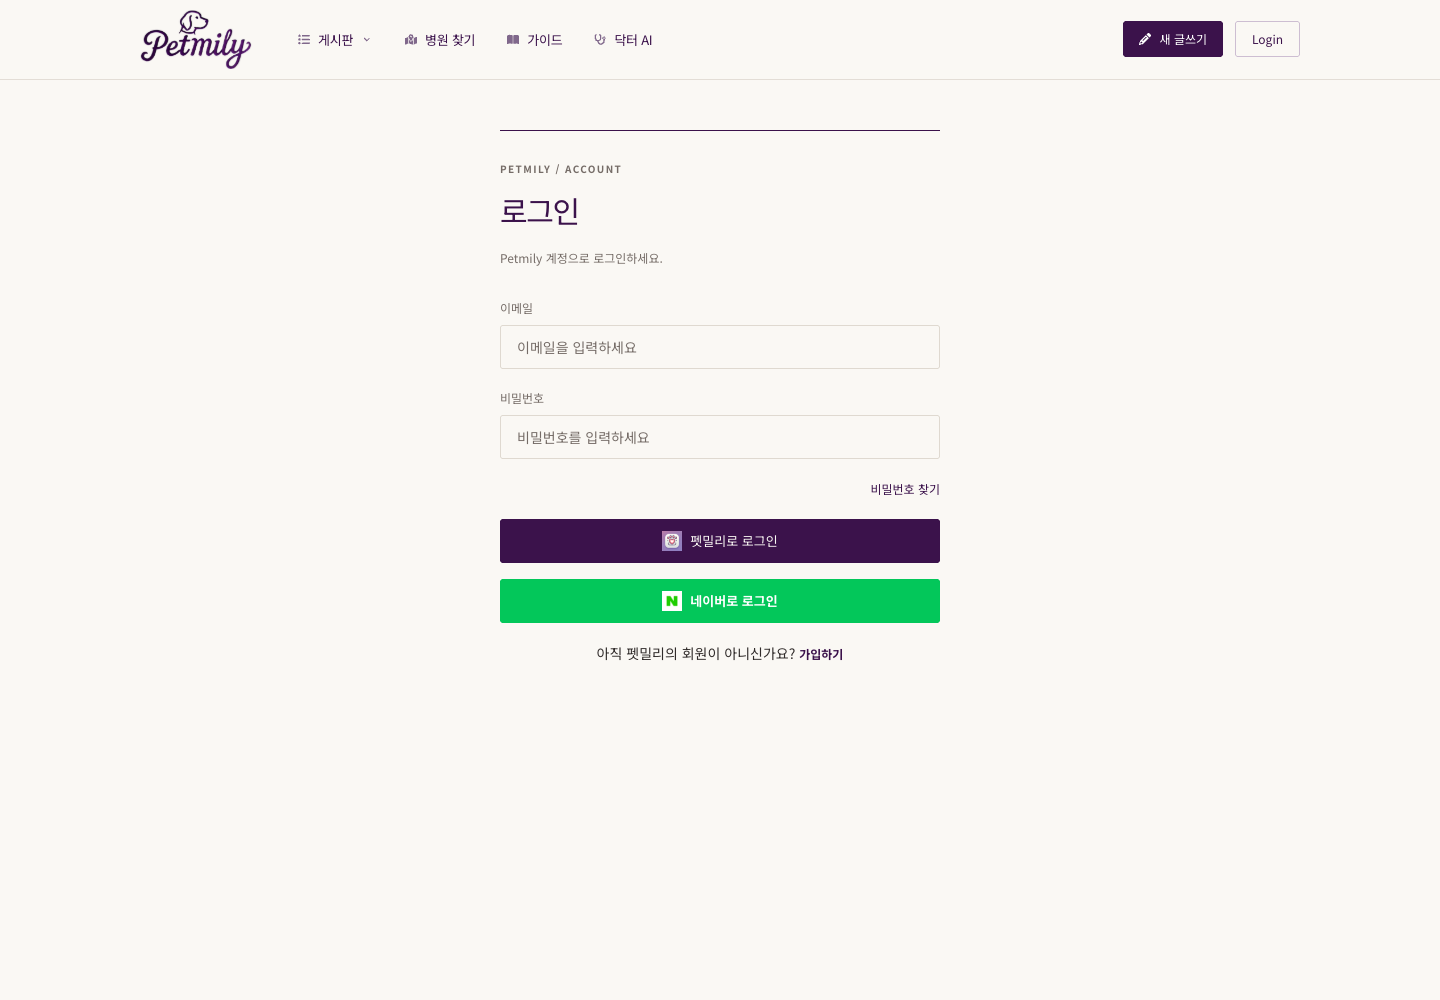 Petmily
게시판
병원 찾기
가이드
닥터 AI
새 글쓰기
Login
PETMILY / ACCOUNT
로그인
Petmily 계정으로 로그인하세요.
이메일
이메일을 입력하세요
비밀번호
비밀번호를 입력하세요
비밀번호 찾기
펫밀리로 로그인
N 네이버로 로그인
아직 펫밀리의 회원이 아니신가요? 가입하기